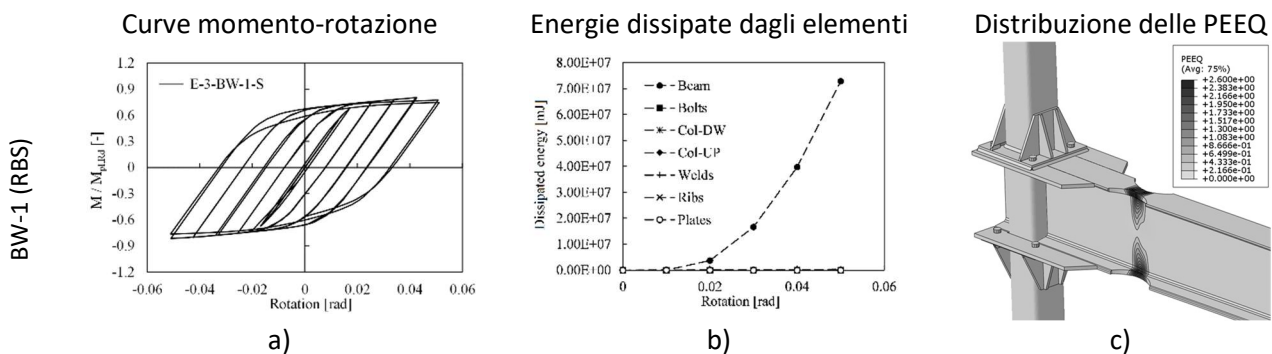 Curve momento-rotazione
Energie dissipate dagli elementi
Distribuzione delle PEEQ
BW-1 (RBS)
1.2
0.9
0.6
0.3
0
-0.3
-0.6
-0.9
-1.2
M / Mpl,Rd [-]
E-3-BW-1-S
-0.06
-0.04
-0.02
0
0.02
0.04
0.06
Rotation [rad]
8.00E+07
7.00E+07
6.00E+07
5.00E+07
4.00E+07
3.00E+07
2.00E+07
1.00E+07
0.00E+00
Dissipated energy [mJ]
Beam
Bolts
Col-DW
Col-UP
Welds
Ribs
Plates
0
0.02
0.04
0.06
Rotation [rad]
PEEQ
(Avg: 75%)
+2.600e+00
+2.383e+00
+2.166e+00
+1.950e+00
+1.733e+00
+1.517e+00
+1.300e+00
+1.083e+00
+8.666e-01
+6.499e-01
+4.333e-01
+2.166e-01
+0.000e+00
a)
b)
c)